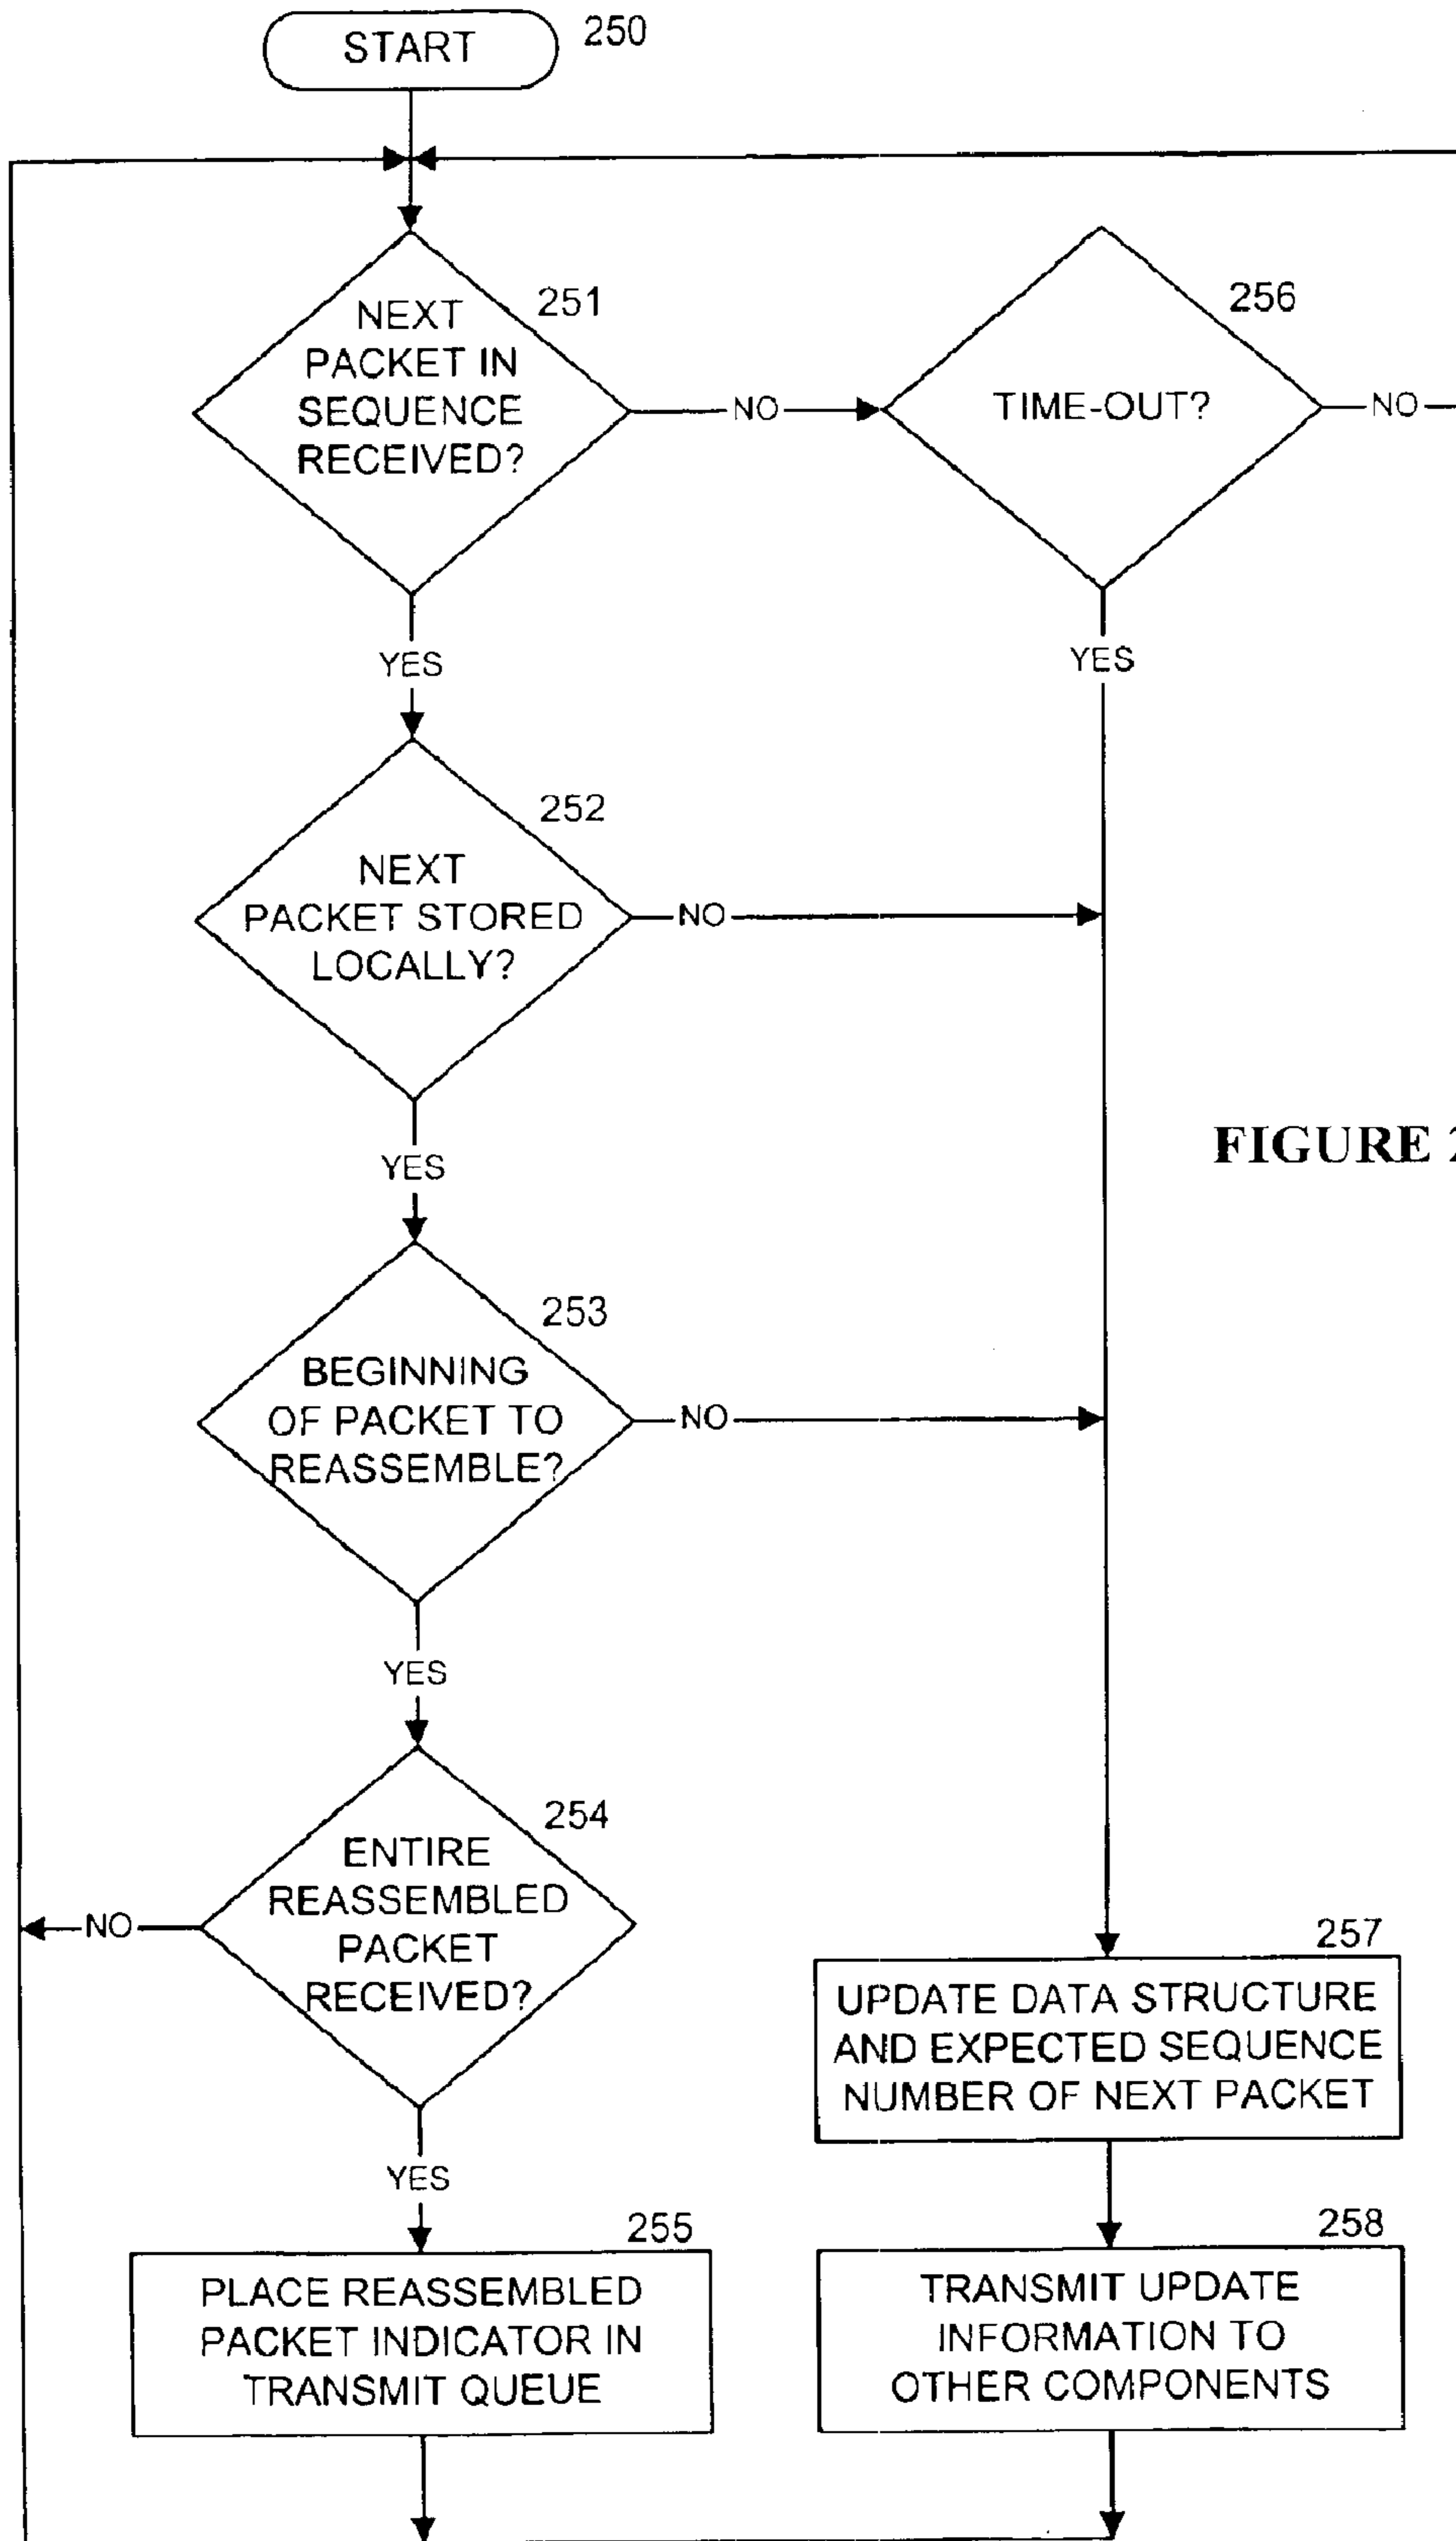 START
250
NEXT
PACKET IN
SEQUENCE
RECEIVED?
251
NO
TIME-OUT?
256
NO
YES
YES
NEXT
PACKET STORED
LOCALLY?
252
NO
YES
FIGURE 2
BEGINNING
OF PACKET TO
REASSEMBLE?
253
NO
YES
ENTIRE
REASSEMBLED
PACKET
RECEIVED?
254
NO
YES
257
UPDATE DATA STRUCTURE
AND EXPECTED SEQUENCE
NUMBER OF NEXT PACKET
255
PLACE REASSEMBLED
PACKET INDICATOR IN
TRANSMIT QUEUE
258
TRANSMIT UPDATE
INFORMATION TO
OTHER COMPONENTS